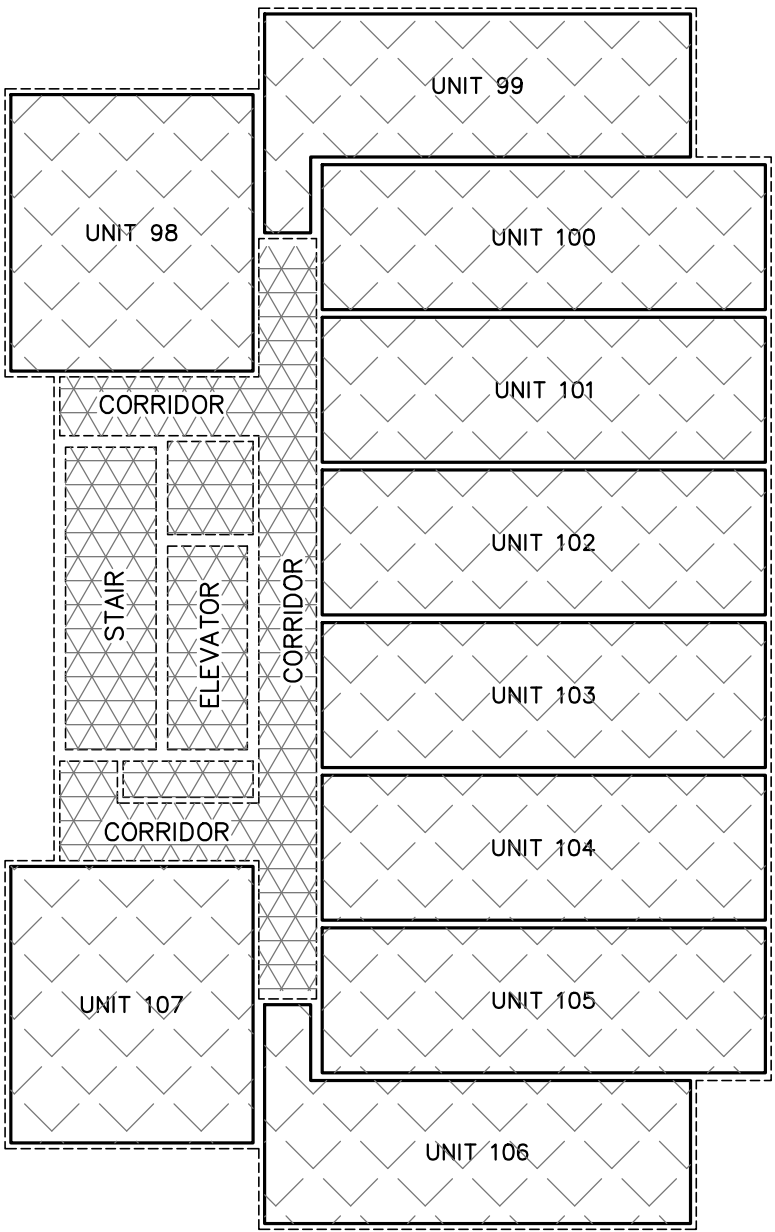 UNIT 99
UNIT 98
UNIT 100
UNIT 101
CORRIDOR
UNIT 102
STAIR
ELEVATOR
CORRIDOR
UNIT 103
CORRIDOR
UNIT 104
UNIT 107
UNIT 105
UNIT 106